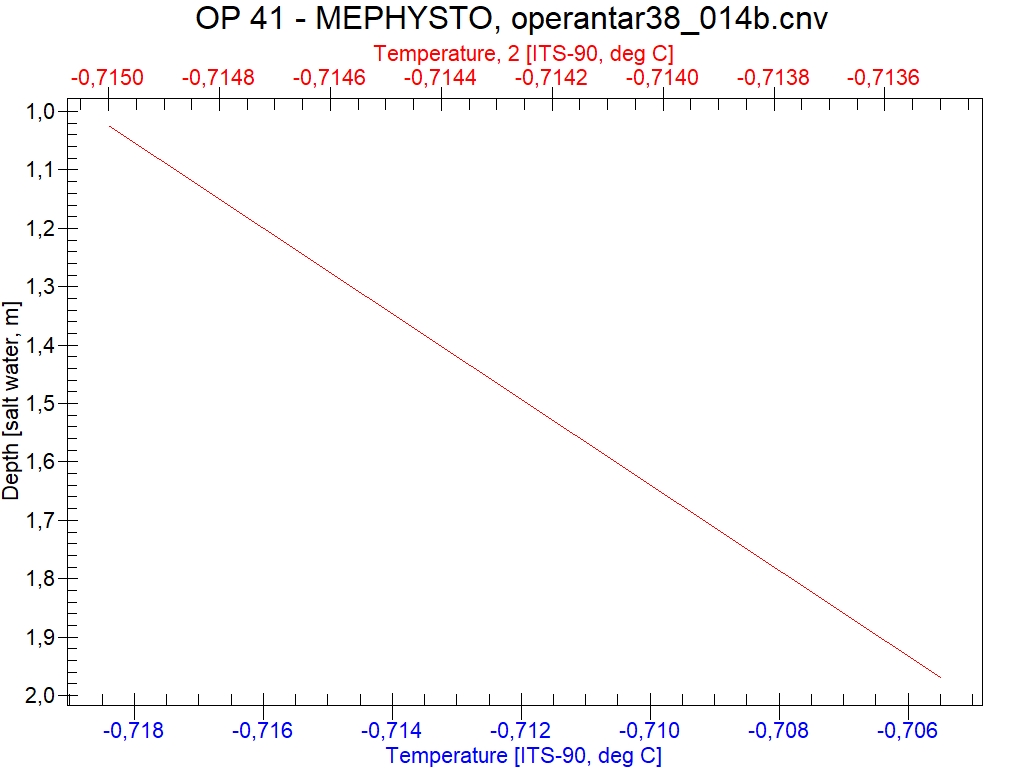 OP 41 - MEPHYSTO, operantar38_014b.cnv
Temperature, 2 [ITS-90, deg C]
-0,7150 -0,7148 -0,7146 -0,7144 -0,7142 -0,7140 -0,7138 -0,7136
Depth [salt water, m]
1,0
1,1
1,2
1,3
1,4
1,5
1,6
1,7
1,8
1,9
2,0
-0,718 -0,716 -0,714 -0,712 -0,710 -0,708 -0,706
Temperature [ITS-90, deg C]